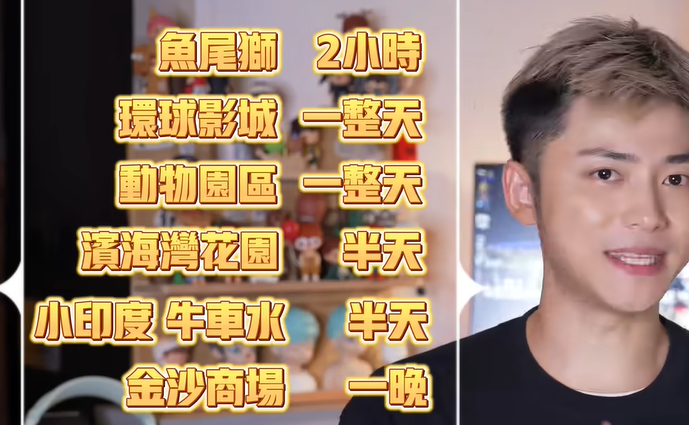 魚尾獅 2小時
環球影城 一整天
動物園區 一整天
濱海灣花園 半天
小印度 牛車水 半天
金沙商場 一晚